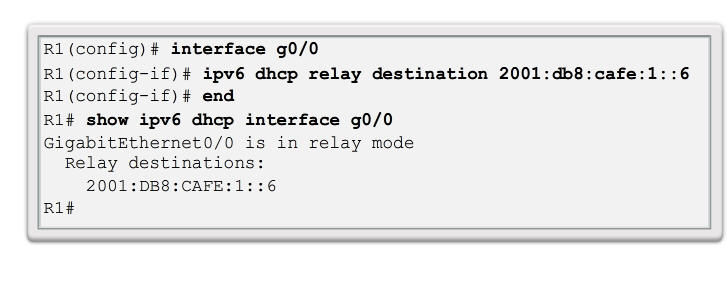 R1(config)# interface g0/0
R1(config-if)# ipv6 dhcp relay destination 2001:db8:cafe:1::6
R1(config-if)# end
R1# show ipv6 dhcp interface g0/0
GigabitEthernet0/0 is in relay mode
  Relay destinations:
    2001:DB8:CAFE:1::6
R1#